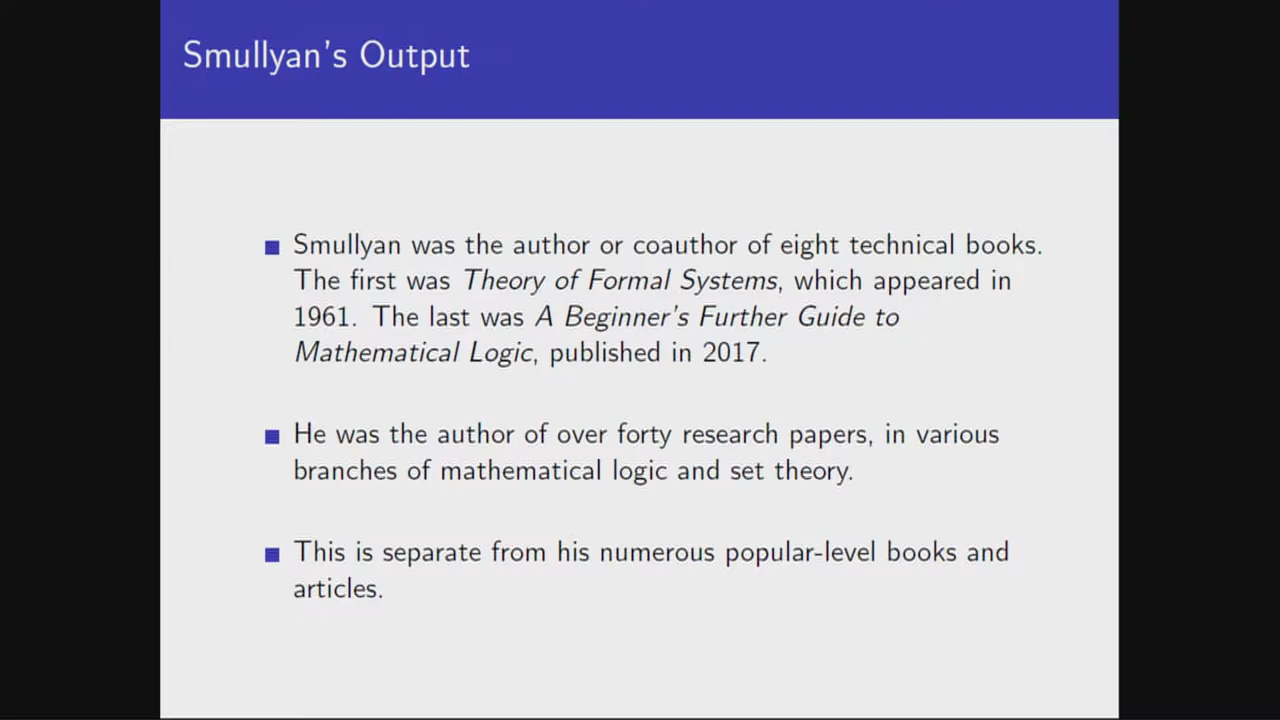 Smullyan's Output
Smullyan was the author or coauthor of eight technical books.
The first was Theory of Formal Systems, which appeared in
1961. The last was A Beginner's Further Guide to
Mathematical Logic, published in 2017.
He was the author of over forty research papers, in various
branches of mathematical logic and set theory.
This is separate from his numerous popular-level books and
articles.